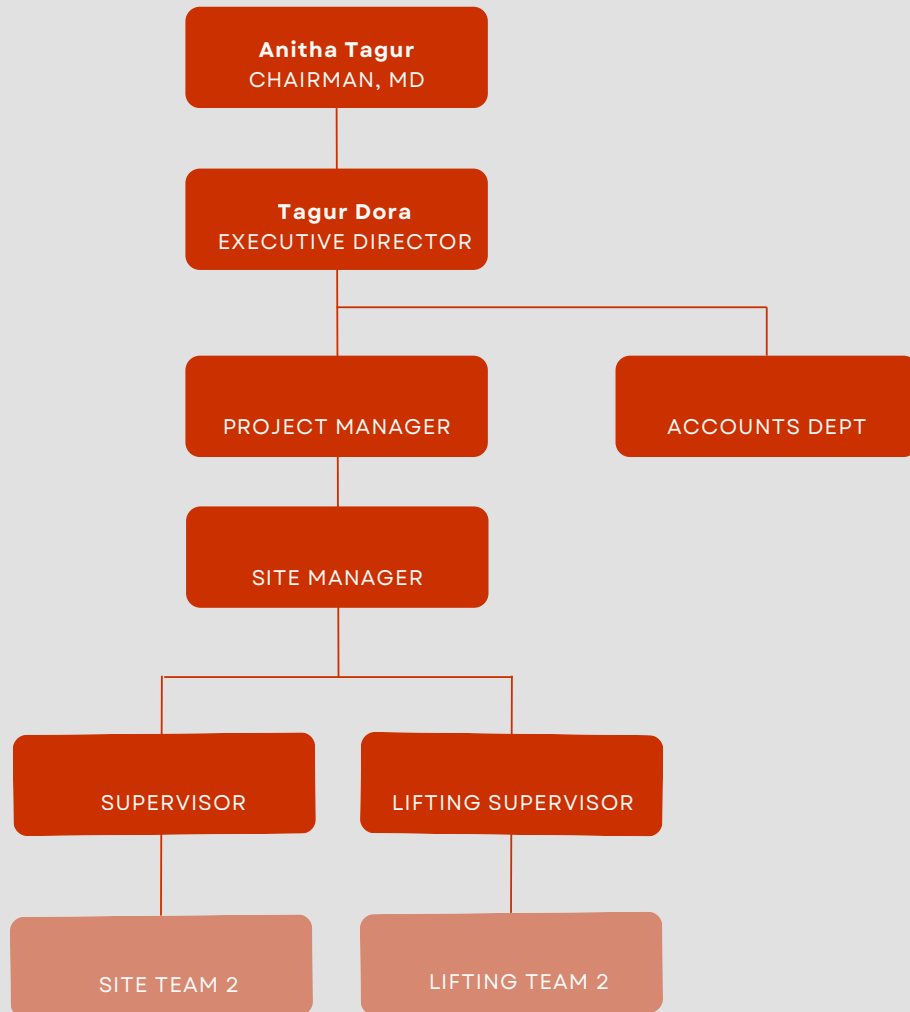 Anitha Tagur
CHAIRMAN, MD
Tagur Dora
EXECUTIVE DIRECTOR
PROJECT MANAGER
ACCOUNTS DEPT
SITE MANAGER
SUPERVISOR
LIFTING SUPERVISOR
SITE TEAM 2
LIFTING TEAM 2